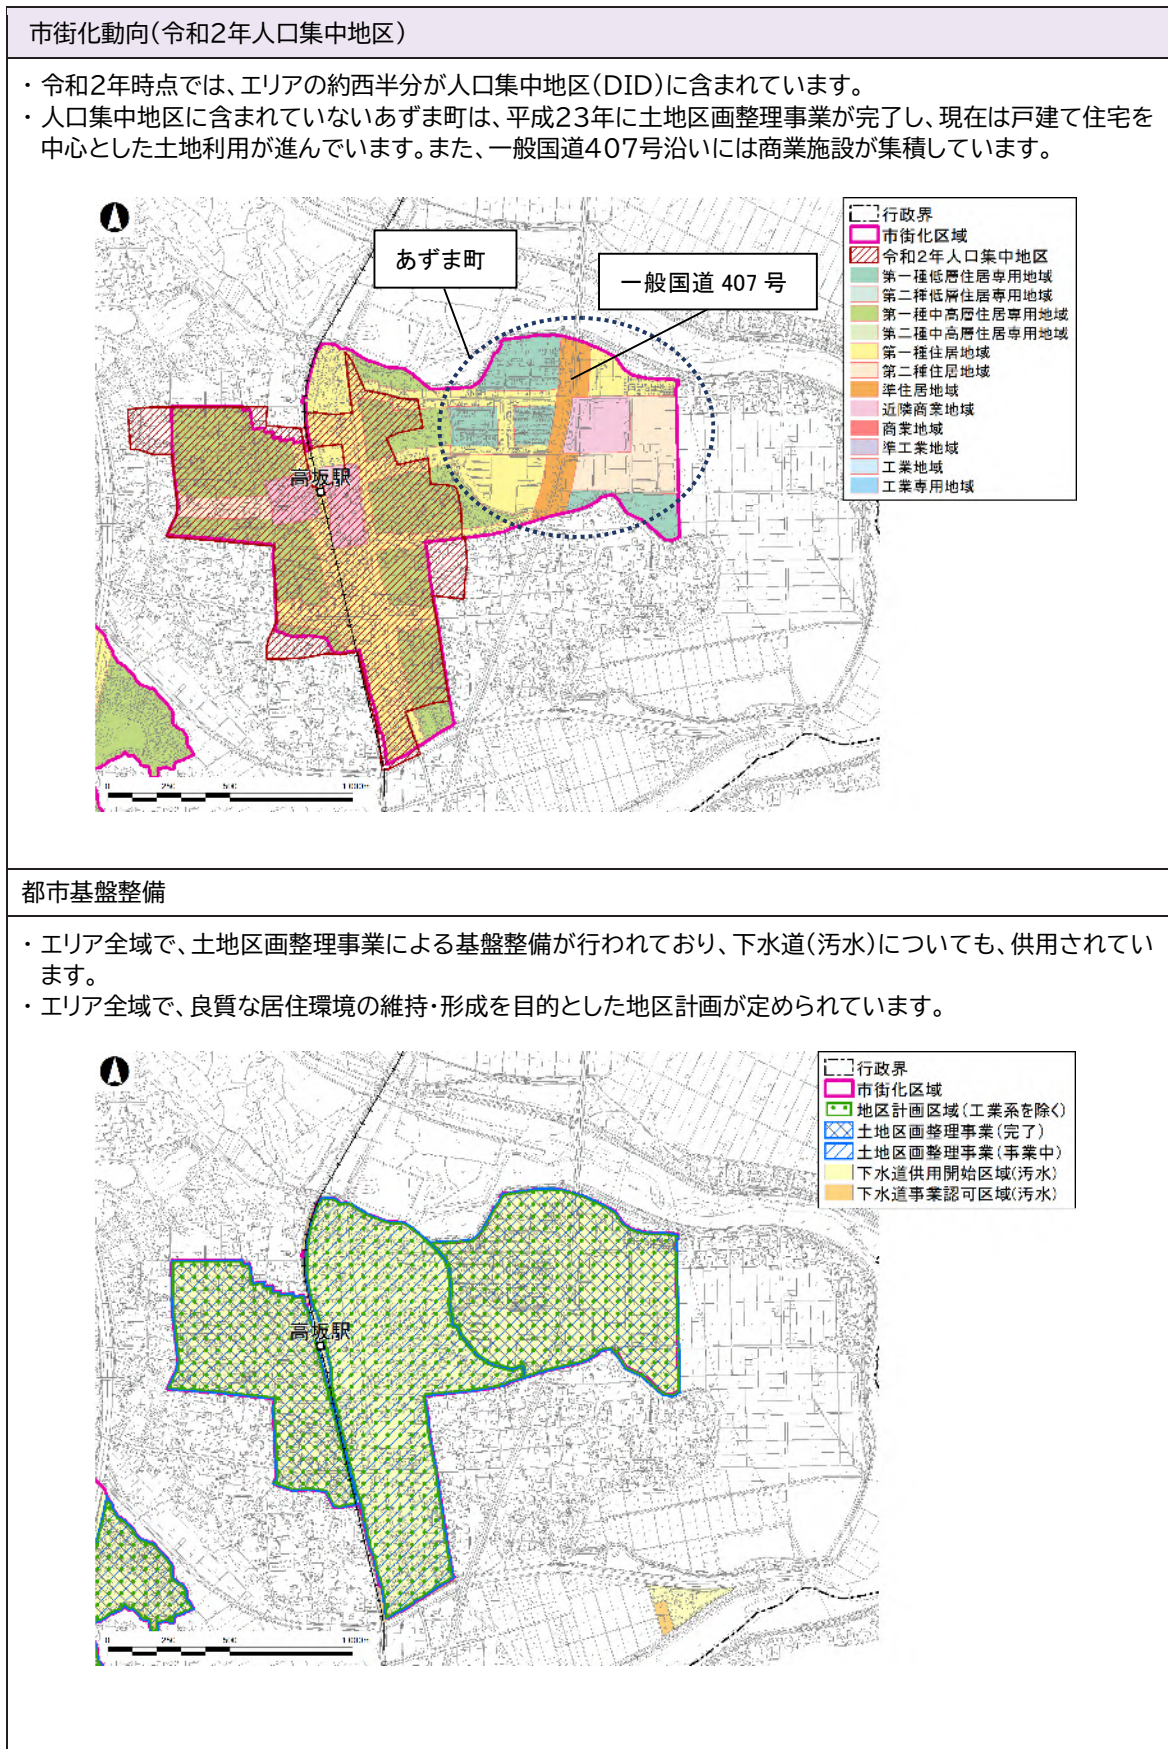 市街化動向(令和2年人口集中地区)
・令和2年時点では、エリアの約西半分が人口集中地区(DID)に含まれています。
・人口集中地区に含まれていないあずま町は、平成23年に土地区画整理事業が完了し、現在は戸建て住宅を
中心とした土地利用が進んでいます。また、一般国道407号沿いには商業施設が集積しています。
あずま町
一般国道 407 号
高坂駅
行政界
市街化区域
令和2年人口集中地区
第一種低層住居専用地域
第二種低層住居専用地域
第一種中高層住居専用地域
第二種中高層住居専用地域
第一種住居地域
第二種住居地域
準住居地域
近隣商業地域
商業地域
準工業地域
工業地域
工業専用地域
0 250 500 1,000m
都市基盤整備
・エリア全域で、土地区画整理事業による基盤整備が行われており、下水道(汚水)についても、供用されてい
ます。
・エリア全域で、良質な居住環境の維持・形成を目的とした地区計画が定められています。
行政界
市街化区域
地区計画区域(工業系を除く)
土地区画整理事業(完了)
土地区画整理事業(事業中)
下水道供用開始区域(汚水)
下水道事業認可区域(汚水)
高坂駅
0 250 500 1,000m